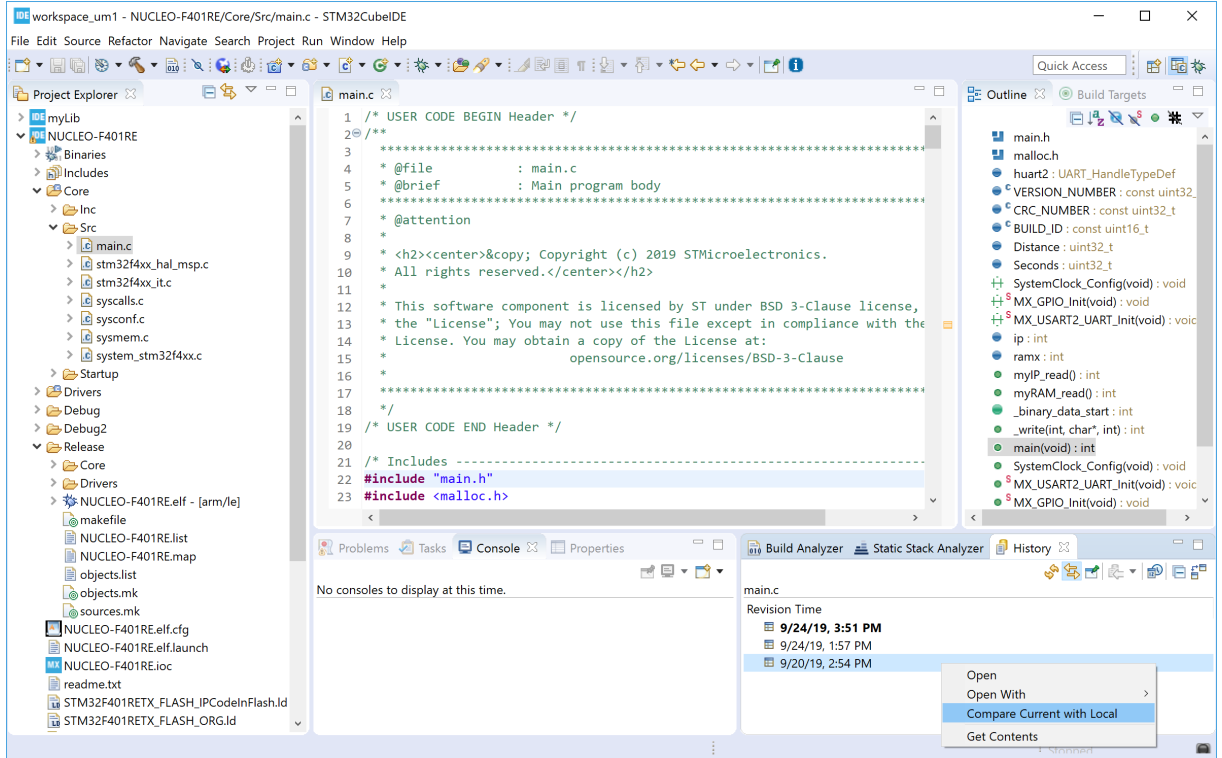 IDE workspace_um1 - NUCLEO-F401RE/Core/Src/main.c - STM32CubeIDE
File Edit Source Refactor Navigate Search Project Run Window Help
Quick Access
Project Explorer
IDE myLib
IDE NUCLEO-F401RE
Binaries
Includes
Core
Inc
Src
main.c
stm32f4xx_hal_msp.c
stm32f4xx_it.c
syscalls.c
sysconf.c
sysmem.c
system_stm32f4xx.c
Startup
Drivers
Debug
Debug2
Release
Core
Drivers
NUCLEO-F401RE.elf - [arm/le]
makefile
NUCLEO-F401RE.list
NUCLEO-F401RE.map
objects.list
objects.mk
sources.mk
NUCLEO-F401RE.elf.cfg
NUCLEO-F401RE.elf.launch
MX NUCLEO-F401RE.ioc
readme.txt
STM32F401RETX_FLASH_IPCodeInFlash.ld
STM32F401RETX_FLASH_ORG.ld
main.c
1 /* USER CODE BEGIN Header */
2 /**
3 ******************************************************************************
4 * @file : main.c
5 * @brief : Main program body
6 ******************************************************************************
7 * @attention
8 *
9 * <h2><center>&copy; Copyright (c) 2019 STMicroelectronics.
10 * All rights reserved.</center></h2>
11 *
12 * This software component is licensed by ST under BSD 3-Clause license,
13 * the "License"; You may not use this file except in compliance with the
14 * License. You may obtain a copy of the License at:
15 * opensource.org/licenses/BSD-3-Clause
16 *
17 ******************************************************************************
18 */
19 /* USER CODE END Header */
20
21 /* Includes ------------------------------------------------------------------
22 #include "main.h"
23 #include <malloc.h>
Outline Build Targets
main.h
malloc.h
huart2 : UART_HandleTypeDef
VERSION_NUMBER : const uint32_
CRC_NUMBER : const uint32_t
BUILD_ID : const uint16_t
Distance : uint32_t
Seconds : uint32_t
SystemClock_Config(void) : void
MX_GPIO_Init(void) : void
MX_USART2_UART_Init(void) : voic
ip : int
ramx : int
myIP_read() : int
myRAM_read() : int
_binary_data_start : int
_write(int, char*, int) : int
main(void) : int
SystemClock_Config(void) : void
MX_USART2_UART_Init(void) : voic
MX_GPIO_Init(void) : void
Problems Tasks Console Properties
No consoles to display at this time.
Build Analyzer Static Stack Analyzer History
main.c
Revision Time
9/24/19, 3:51 PM
9/24/19, 1:57 PM
9/20/19, 2:54 PM
Open
Open With
Compare Current with Local
Get Contents
Stopped